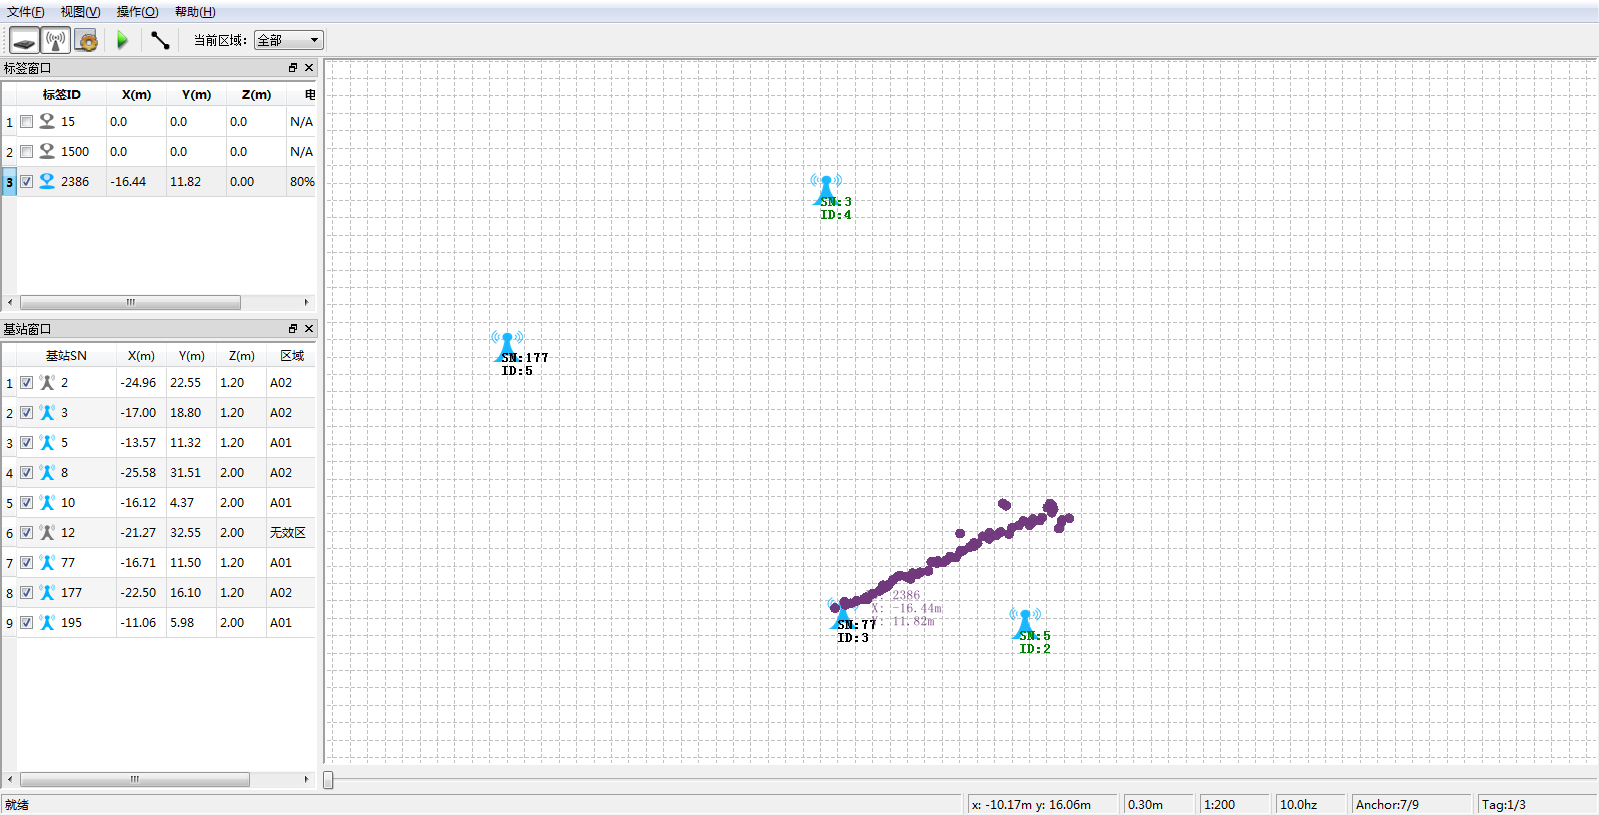 文件(F) 视图(V) 操作(O) 帮助(H)
当前区域: 全部
标签窗口
标签ID X(m) Y(m) Z(m) 电
1 15 0.0 0.0 0.0 N/A
2 1500 0.0 0.0 0.0 N/A
3 2386 -16.44 11.82 0.00 80%
基站窗口
基站SN X(m) Y(m) Z(m) 区域
1 2 -24.96 22.55 1.20 A02
2 3 -17.00 18.80 1.20 A02
3 5 -13.57 11.32 1.20 A01
4 8 -25.58 31.51 2.00 A02
5 10 -16.12 4.37 2.00 A01
6 12 -21.27 32.55 2.00 无效区
7 77 -16.71 11.50 1.20 A01
8 177 -22.50 16.10 1.20 A02
9 195 -11.06 5.98 2.00 A01
SN:3
ID:4
SN:177
ID:5
2386
X: -16.44m
Y: 11.82m
SN:77
ID:3
SN:5
ID:2
就绪 x: -10.17m y: 16.06m 0.30m 1:200 10.0hz Anchor:7/9 Tag:1/3